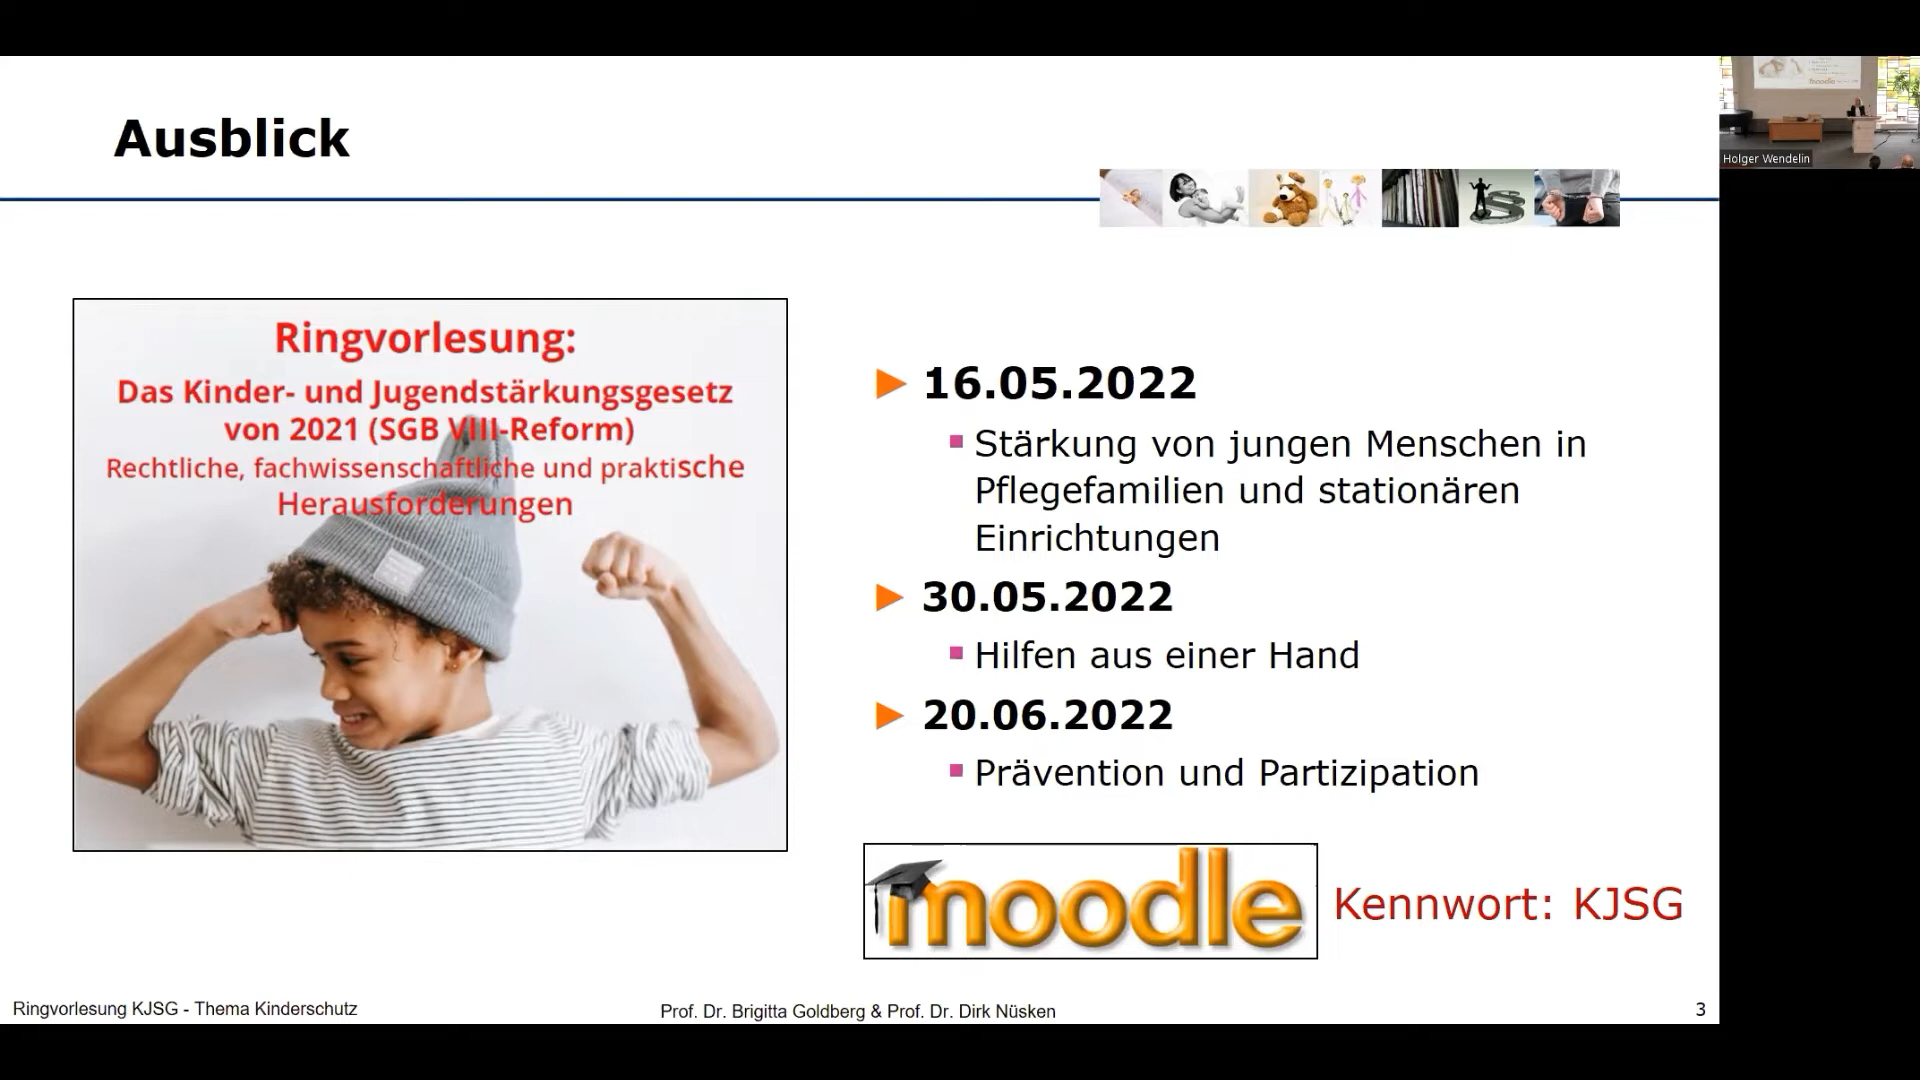 Ausblick
Holger Wendelin
Ringvorlesung:
Das Kinder- und Jugendstärkungsgesetz
von 2021 (SGB VIII-Reform)
Rechtliche, fachwissenschaftliche und praktische
Herausforderungen
16.05.2022
Stärkung von jungen Menschen in
Pflegefamilien und stationären
Einrichtungen
30.05.2022
Hilfen aus einer Hand
20.06.2022
Prävention und Partizipation
moodle
Kennwort: KJSG
Ringvorlesung KJSG - Thema Kinderschutz
Prof. Dr. Brigitta Goldberg & Prof. Dr. Dirk Nüsken
3